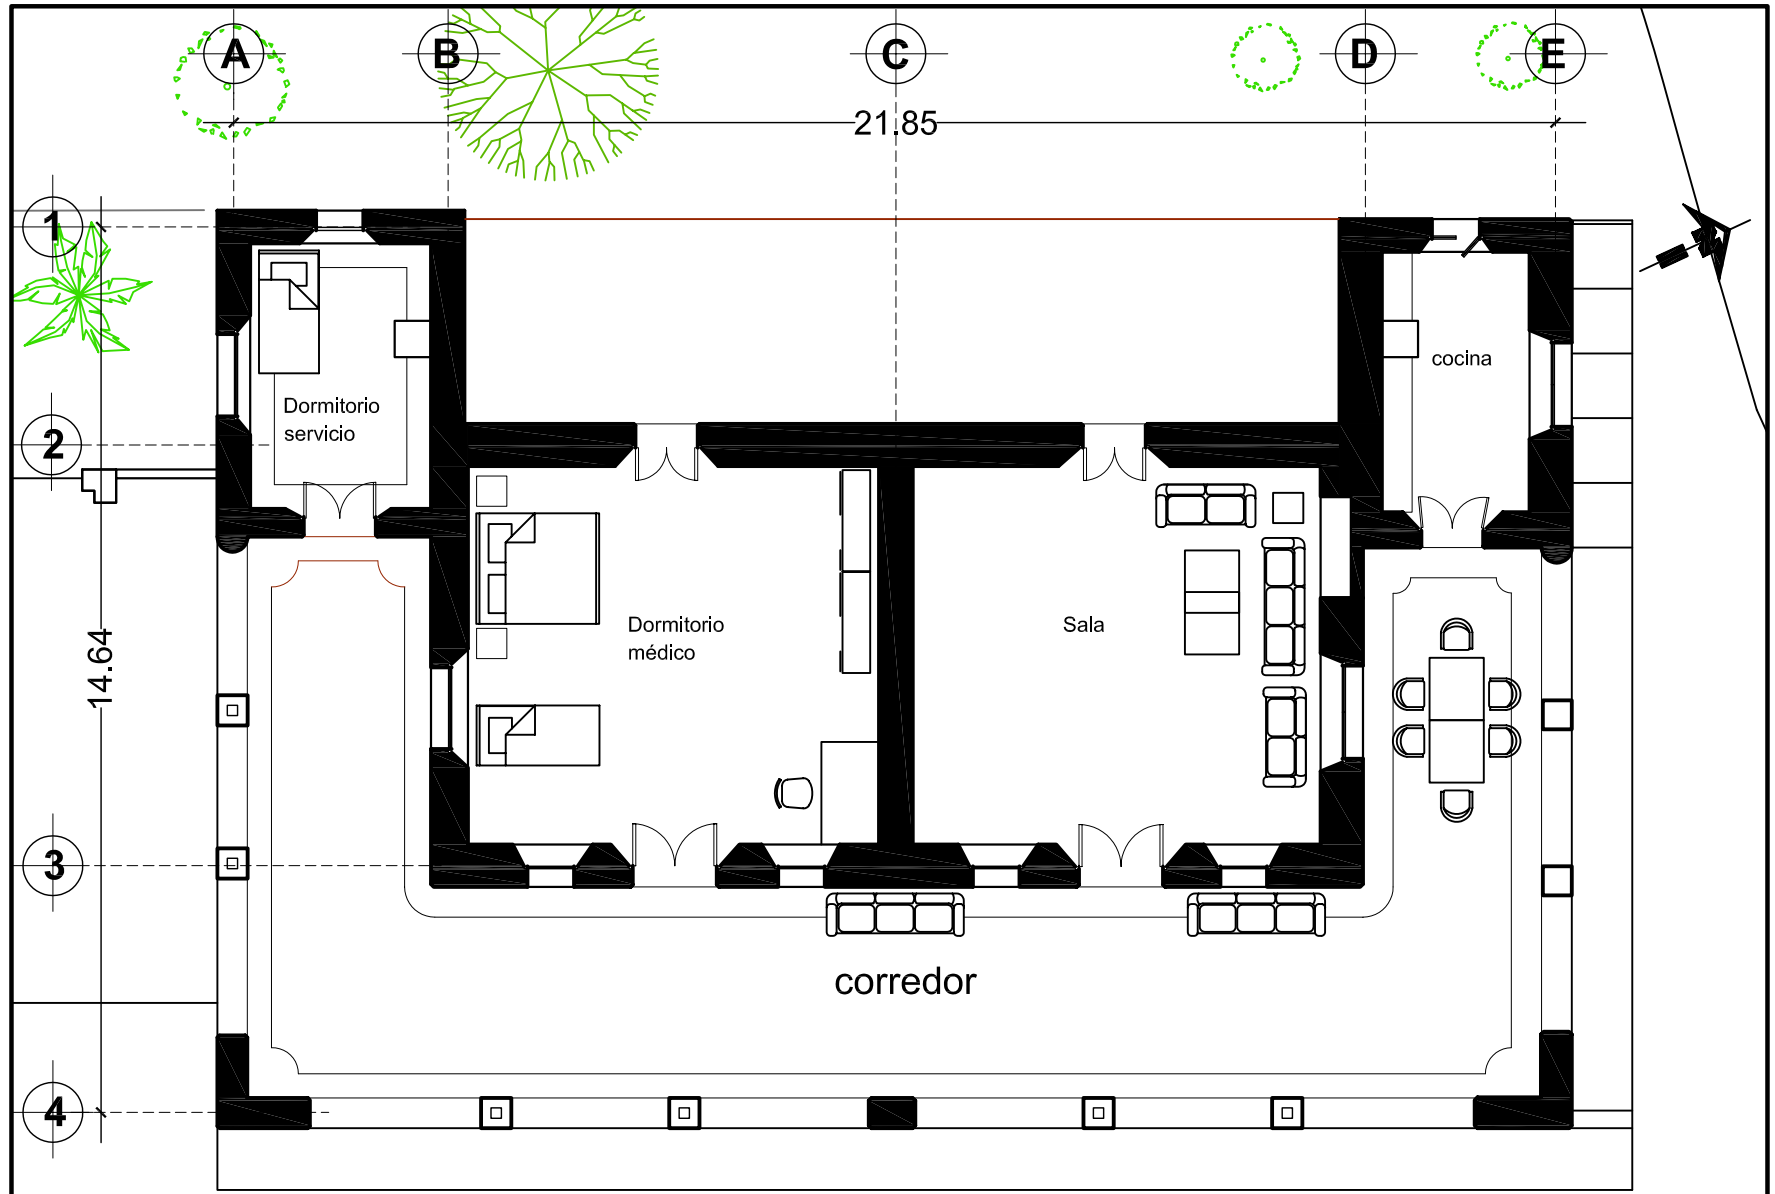 A B C D E
21.85
1
2
3
4
14.64
Dormitorio
servicio
cocina
Dormitorio
médico
Sala
corredor